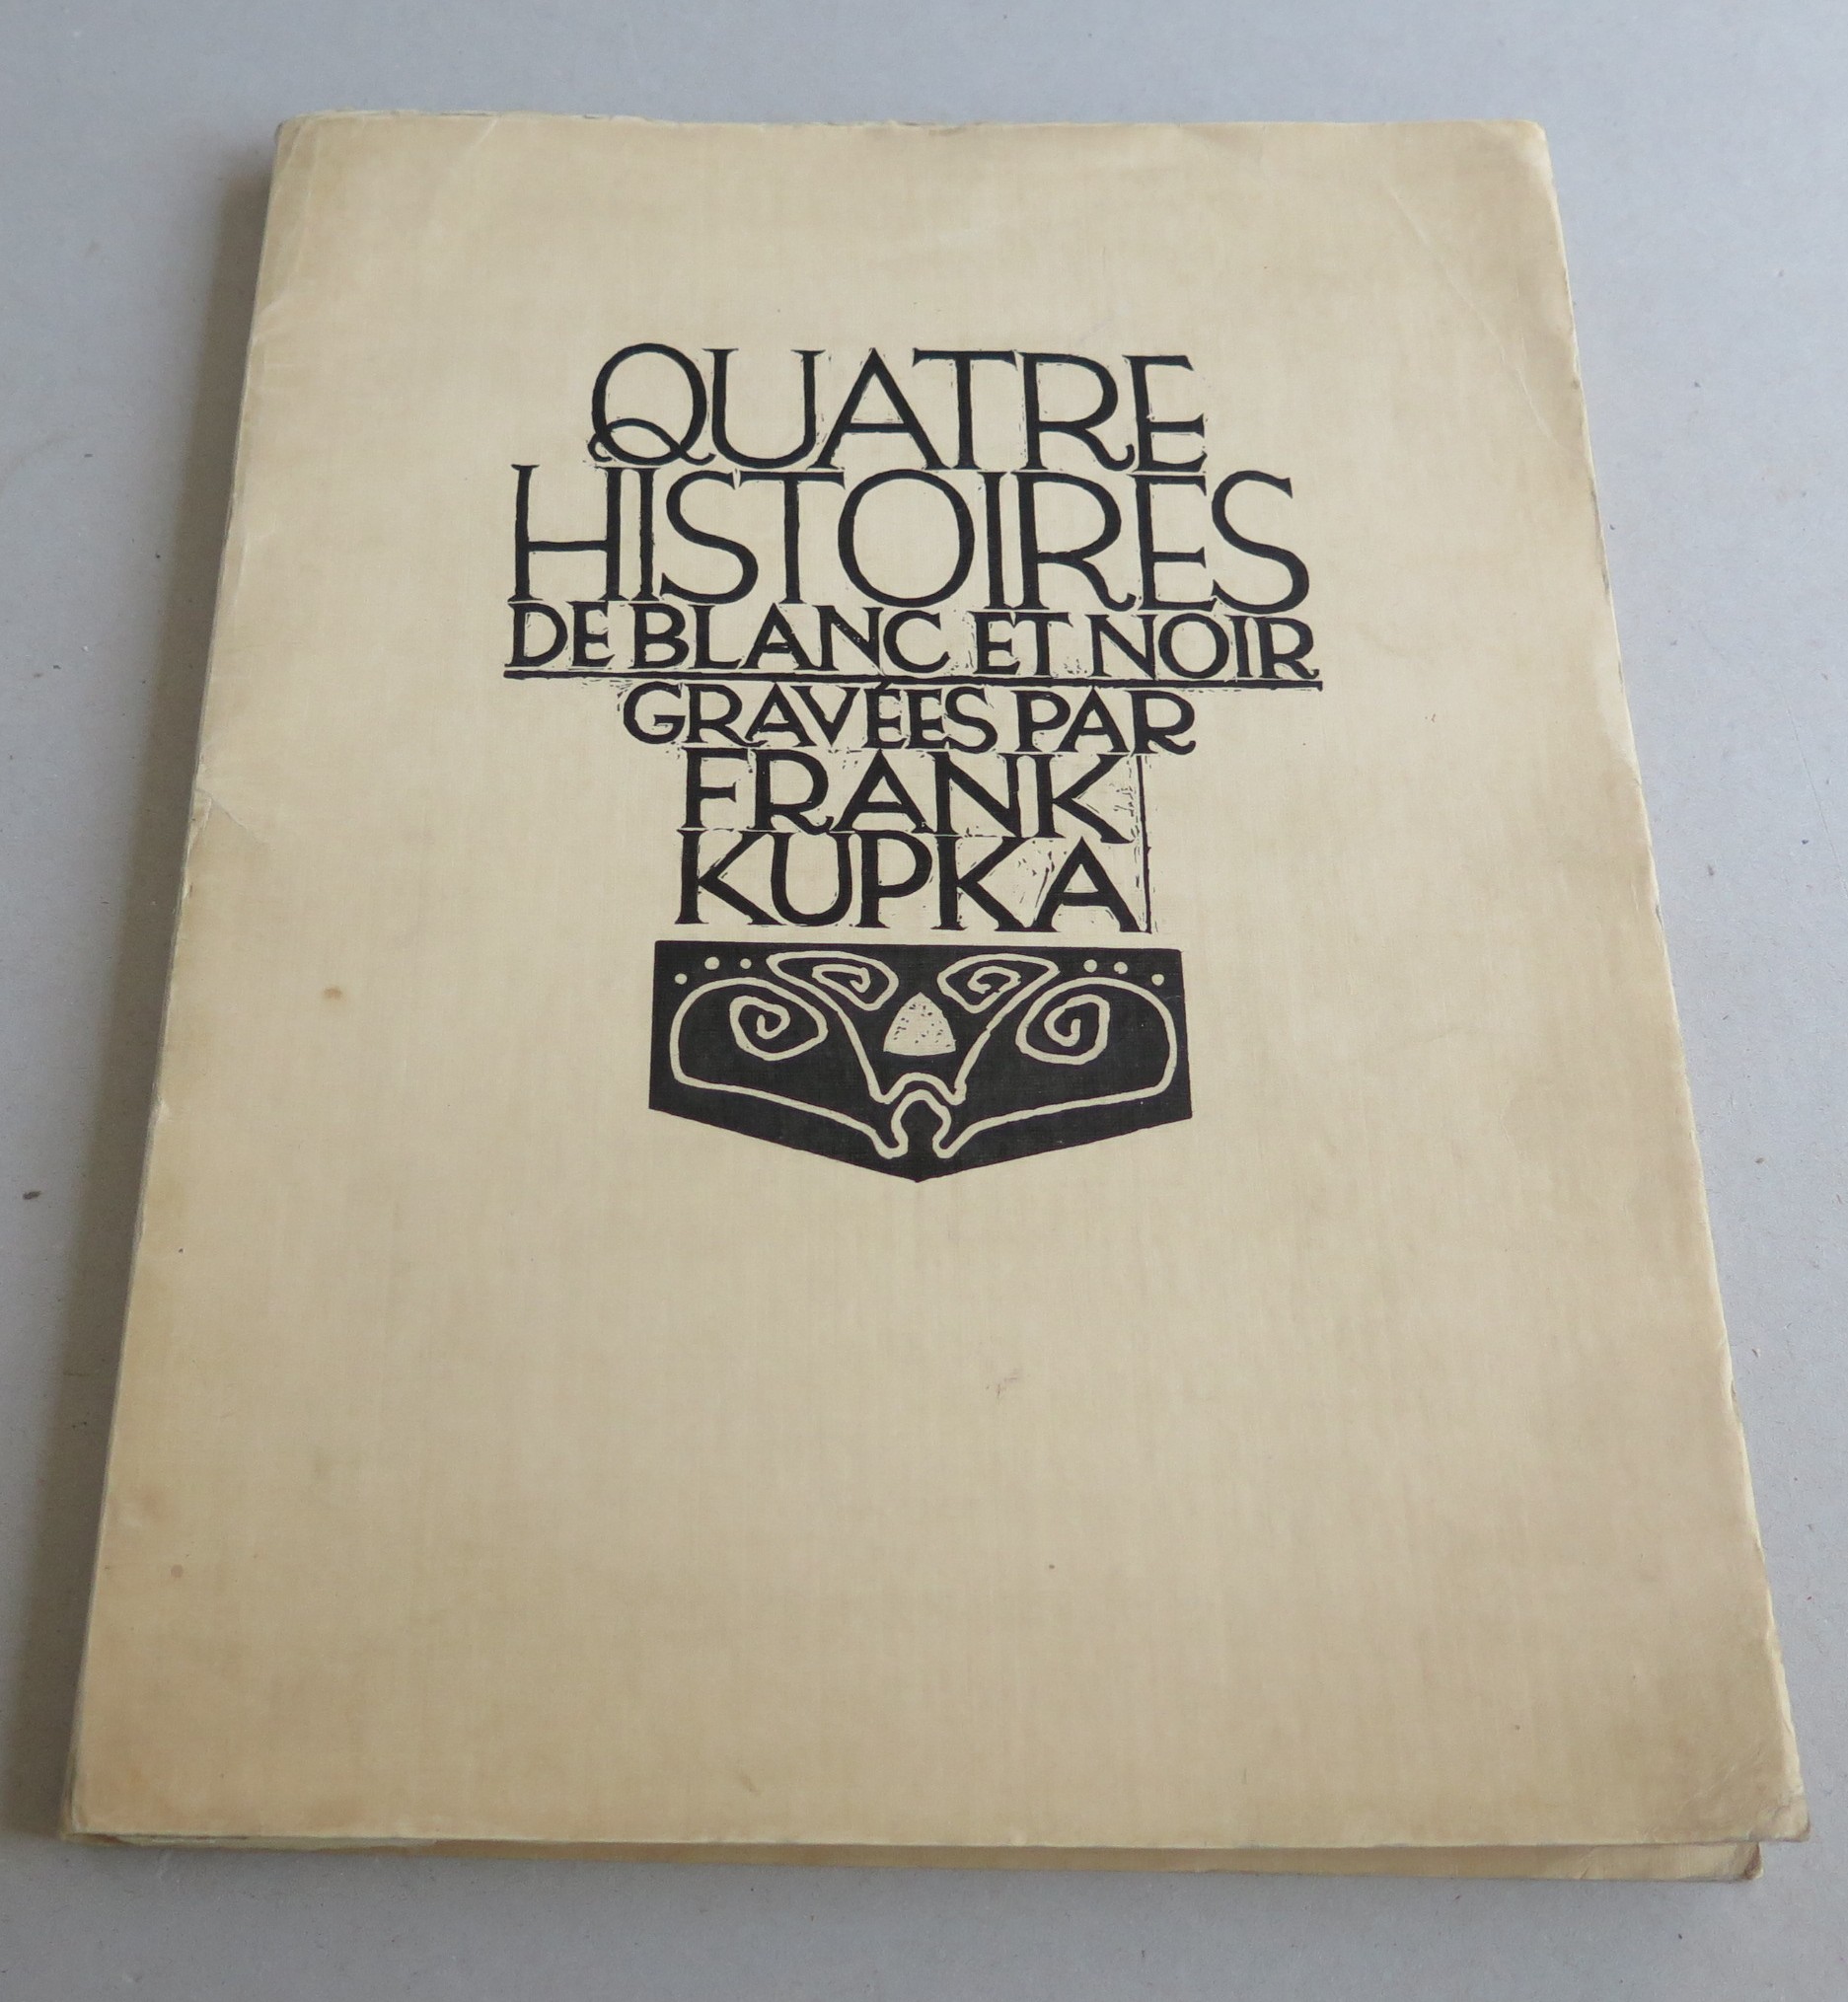 QUATRE
HISTOIRES
DE BLANC ET NOIR
GRAVÉES PAR
FRANK
KUPKA